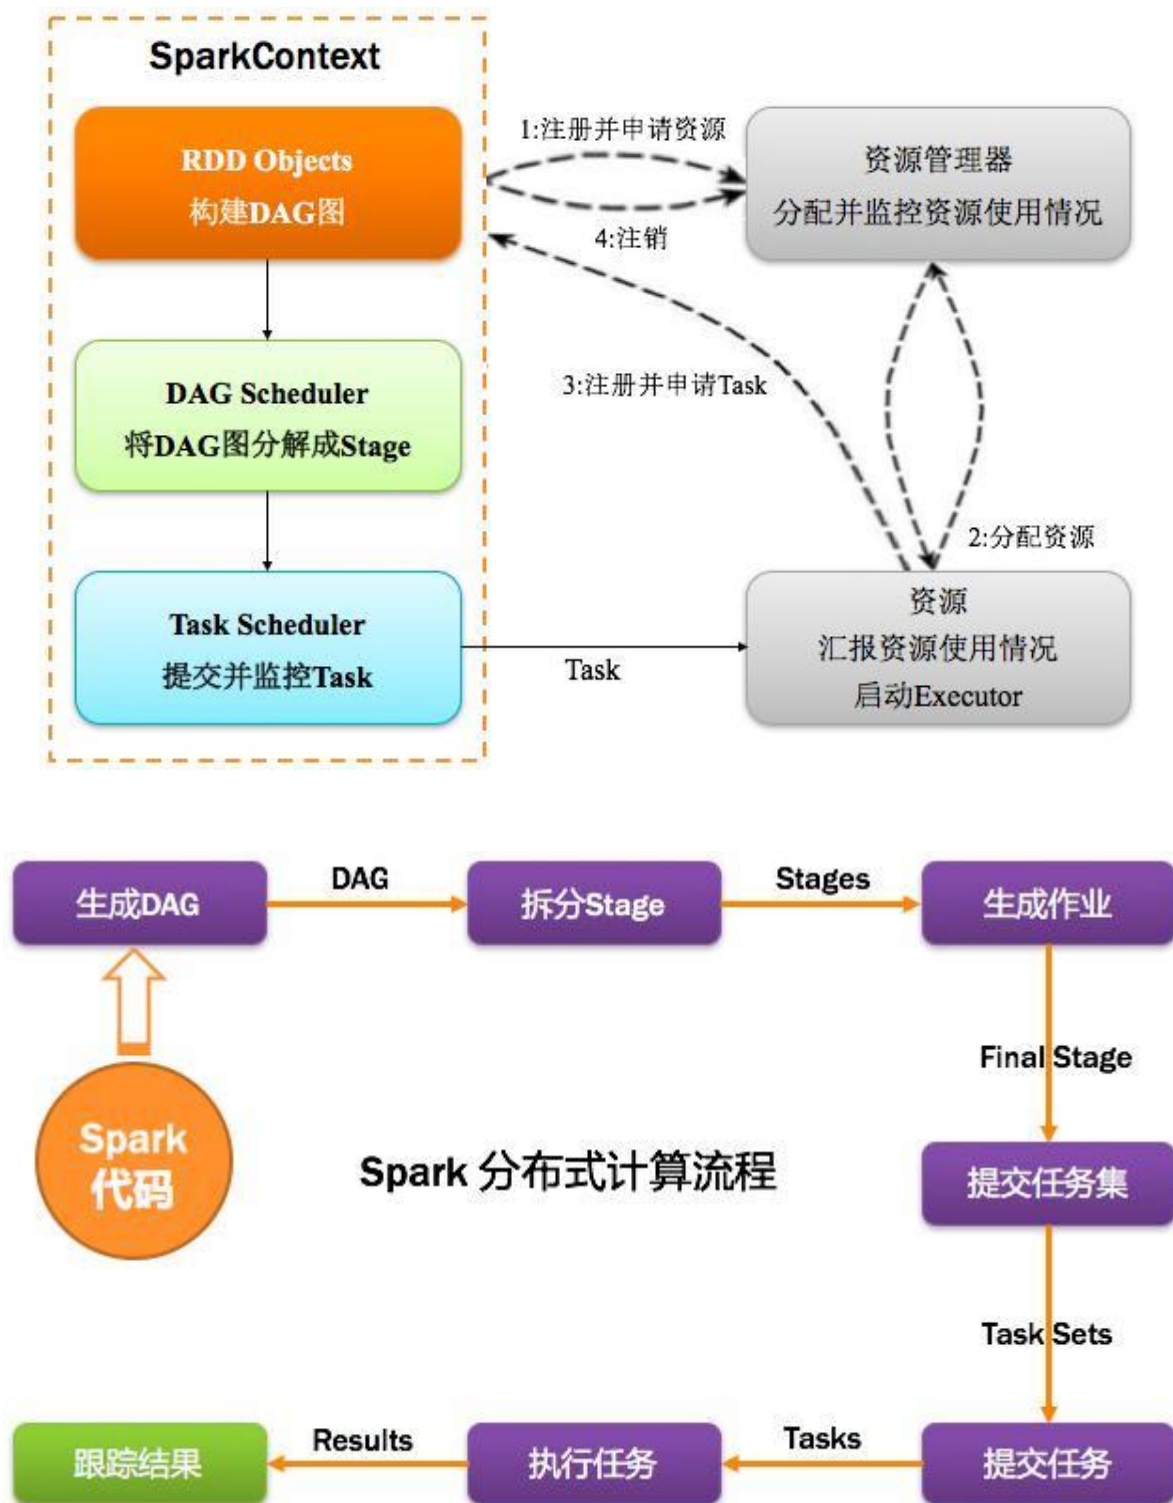 SparkContext
RDD Objects
构建DAG图
1:注册并申请资源
资源管理器
分配并监控资源使用情况
4:注销
DAG Scheduler
将DAG图分解成Stage
3:注册并申请Task
2:分配资源
Task Scheduler
提交并监控Task
Task
资源
汇报资源使用情况
启动Executor
生成DAG
DAG
拆分Stage
Stages
生成作业
Final Stage
Spark
代码
Spark 分布式计算流程
提交任务集
Task Sets
跟踪结果
Results
执行任务
Tasks
提交任务